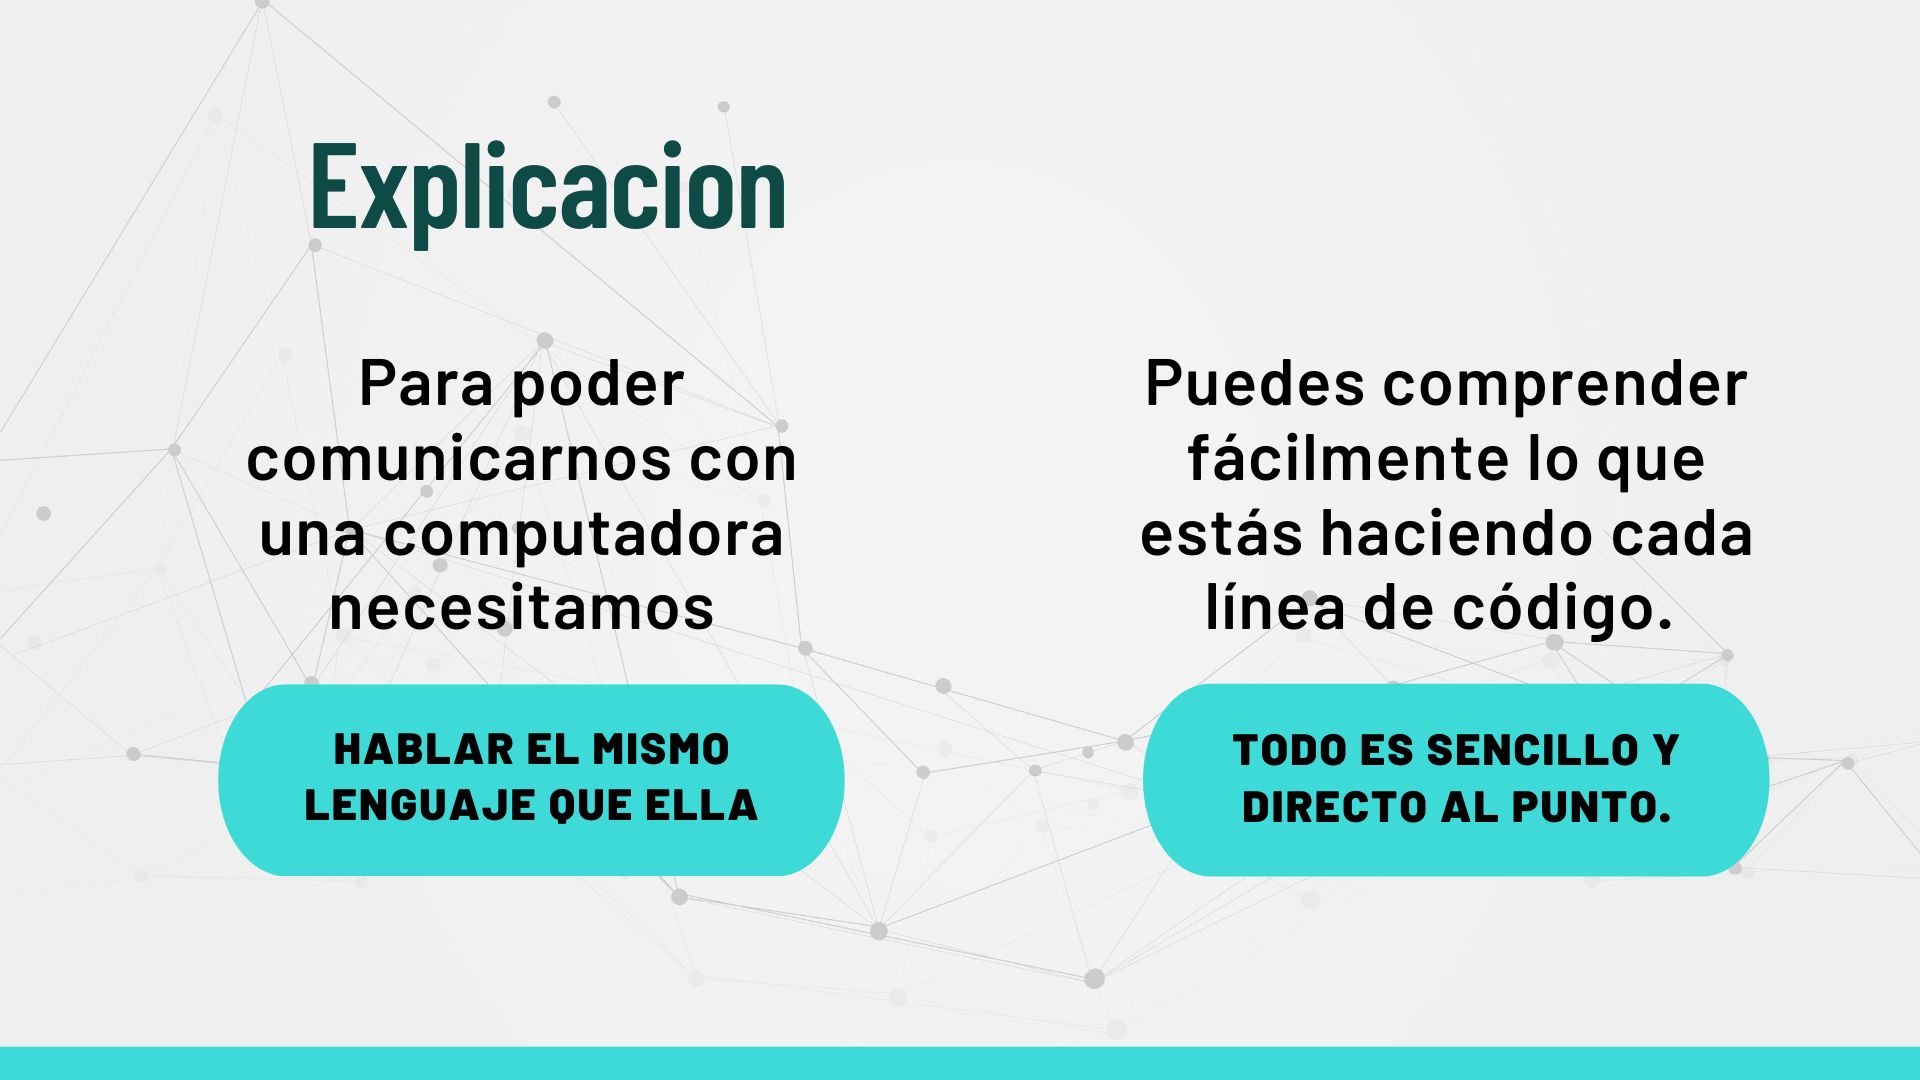 Explicacion
Para poder
comunicarnos con
una computadora
necesitamos
HABLAR EL MISMO
LENGUAJE QUE ELLA
Puedes comprender
fácilmente lo que
estás haciendo cada
línea de código.
TODO ES SENCILLO Y
DIRECTO AL PUNTO.